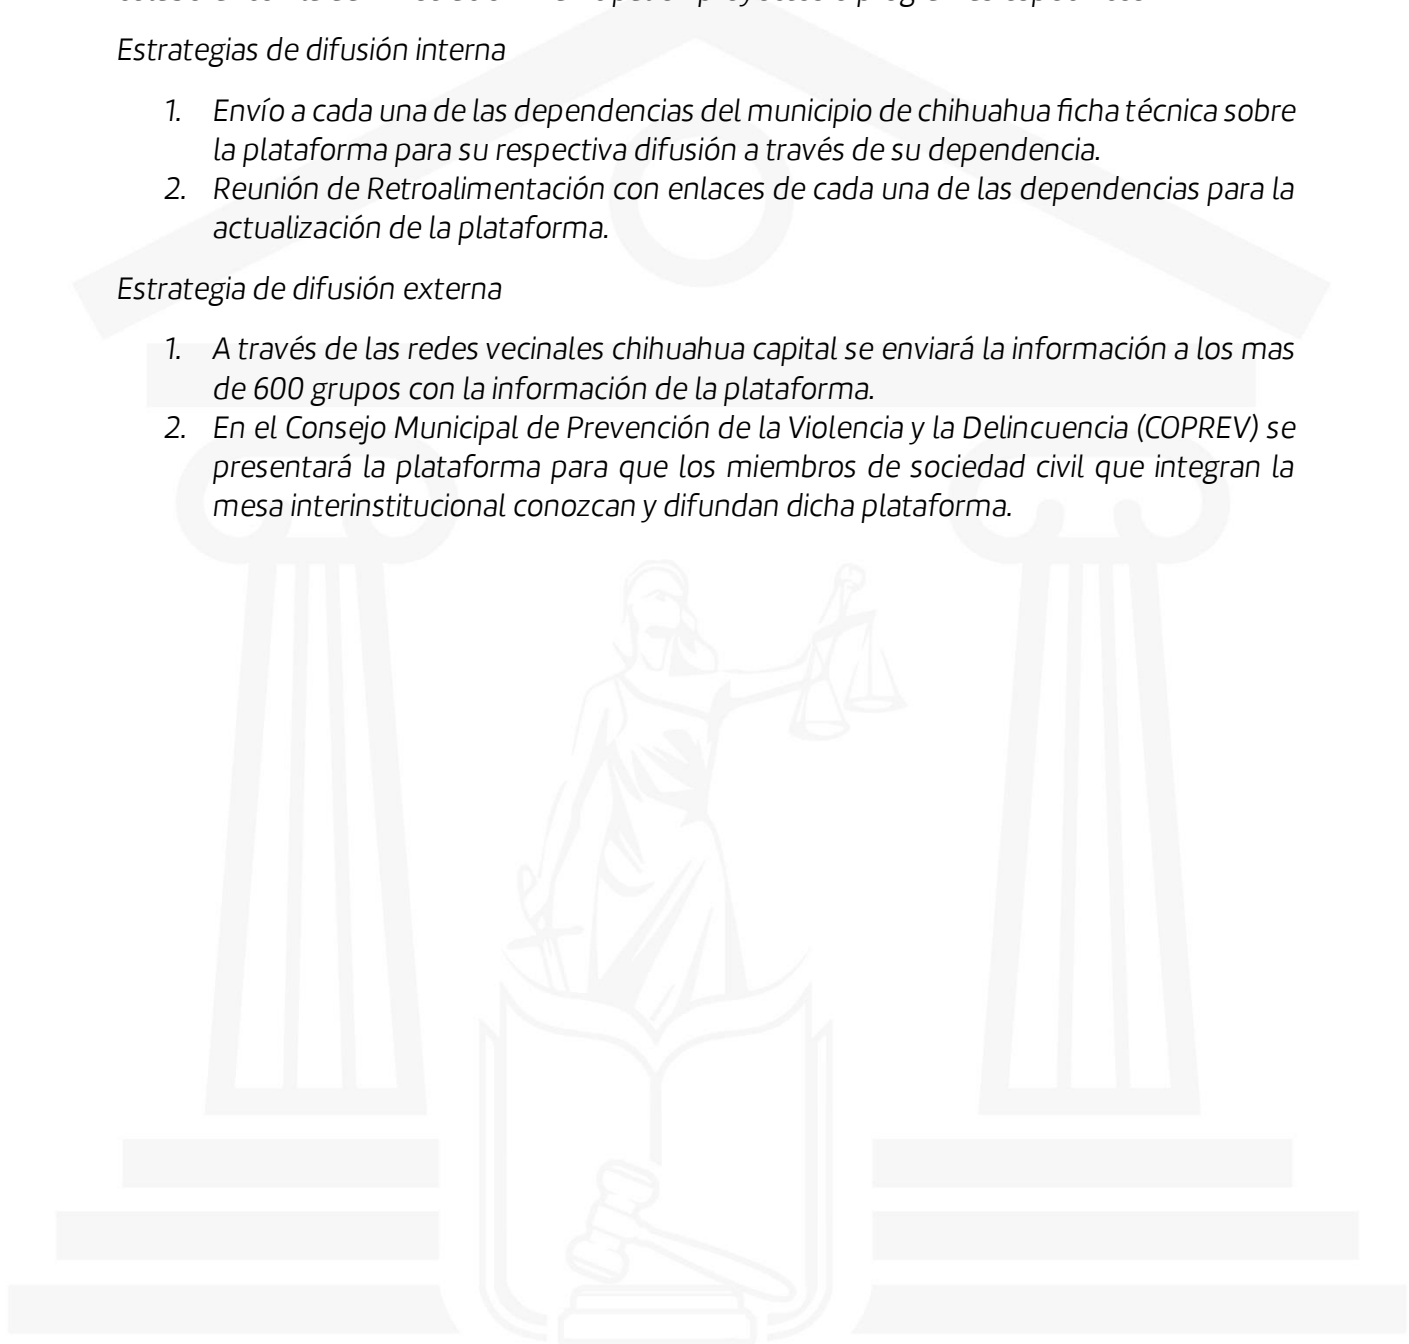 Estrategias de difusión interna
1. Envío a cada una de las dependencias del municipio de chihuahua ficha técnica sobre
la plataforma para su respectiva difusión a través de su dependencia.
2. Reunión de Retroalimentación con enlaces de cada una de las dependencias para la
actualización de la plataforma.
Estrategia de difusión externa
1. A través de las redes vecinales chihuahua capital se enviará la información a los mas
de 600 grupos con la información de la plataforma.
2. En el Consejo Municipal de Prevención de la Violencia y la Delincuencia (COPREV) se
presentará la plataforma para que los miembros de sociedad civil que integran la
mesa interinstitucional conozcan y difundan dicha plataforma.